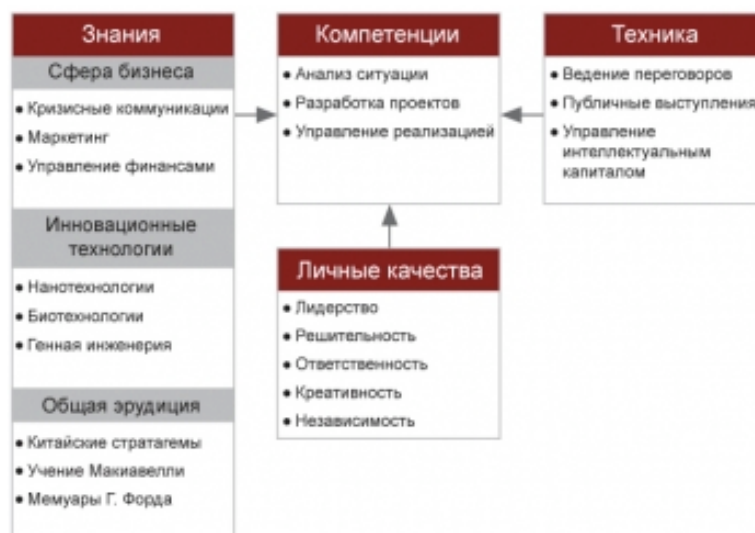 Знания
Сфера бизнеса
● Кризисные коммуникации
● Маркетинг
● Управление финансами
Инновационные
технологии
● Нанотехнологии
● Биотехнологии
● Генная инженерия
Общая эрудиция
● Китайские стратагемы
● Учение Макиавелли
● Мемуары Г. Форда
Компетенции
● Анализ ситуации
● Разработка проектов
● Управление реализацией
Личные качества
● Лидерство
● Решительность
● Ответственность
● Креативность
● Независимость
Техника
● Ведение переговоров
● Публичные выступления
● Управление
интеллектуальным
капиталом